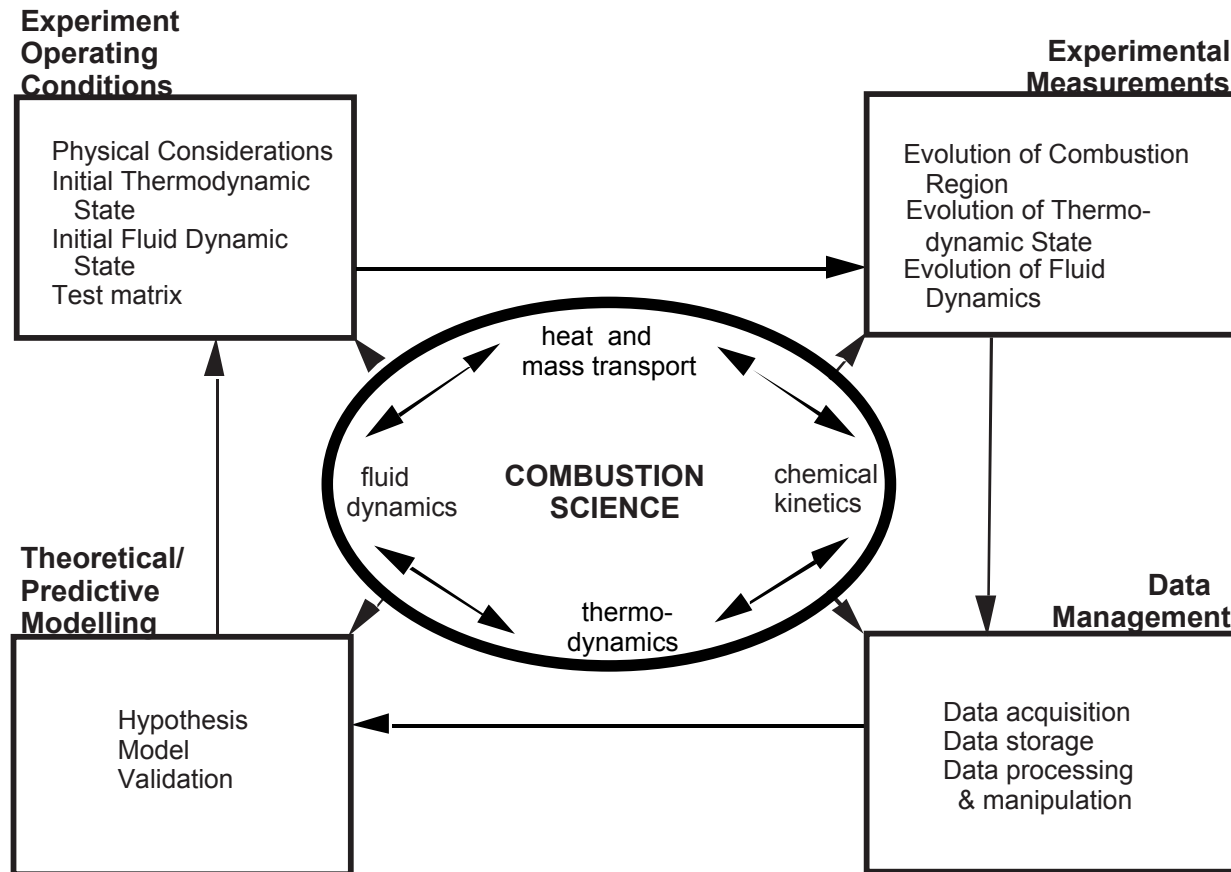 Experiment
Operating
Conditions
Physical Considerations
Initial Thermodynamic
State
Initial Fluid Dynamic
State
Test matrix
Experimental
Measurements
Evolution of Combustion
Region
Evolution of Thermo-
dynamic State
Evolution of Fluid
Dynamics
heat and
mass transport
fluid
dynamics
COMBUSTION
SCIENCE
chemical
kinetics
thermo-
dynamics
Theoretical/
Predictive
Modelling
Hypothesis
Model
Validation
Data
Management
Data acquisition
Data storage
Data processing
& manipulation